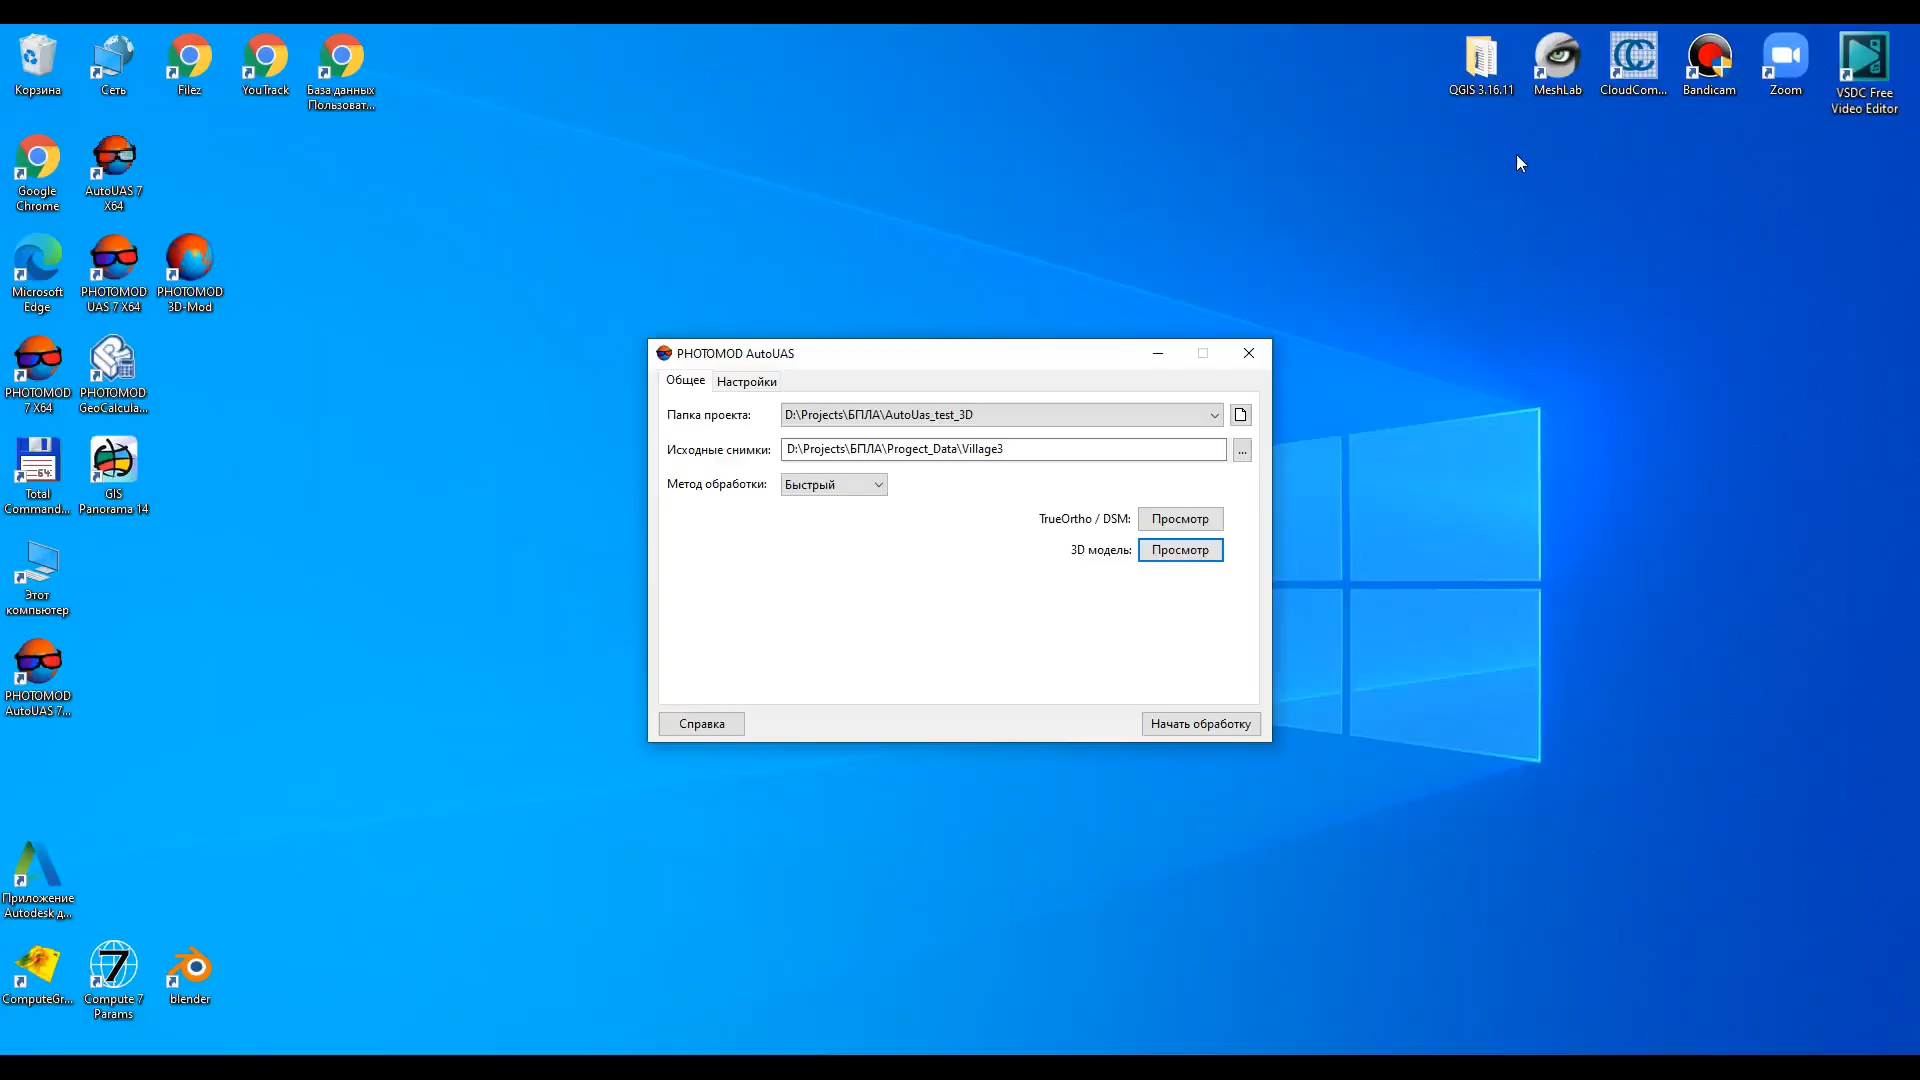 Корзина
Сеть
Filez
YouTrack
База данных
Пользоват...
QGIS 3.16.11
MeshLab
CloudCom...
Bandicam
Zoom
VSDC Free
Video Editor
Google
Chrome
AutoUAS 7
X64
Microsoft
Edge
PHOTOMOD
UAS 7 X64
PHOTOMOD
3D-Mod
PHOTOMOD
7 X64
PHOTOMOD
GeoCalcula...
Total
Command...
GIS
Panorama 14
Этот
компьютер
PHOTOMOD
AutoUAS 7...
Приложение
Autodesk д...
ComputeGr...
Compute 7
Params
blender
PHOTOMOD AutoUAS
Общее
Настройки
Папка проекта:
D:\Projects\БПЛА\AutoUas_test_3D
Исходные снимки:
D:\Projects\БПЛА\Progect_Data\Village3
...
Метод обработки:
Быстрый
TrueOrtho / DSM:
Просмотр
3D модель:
Просмотр
Справка
Начать обработку